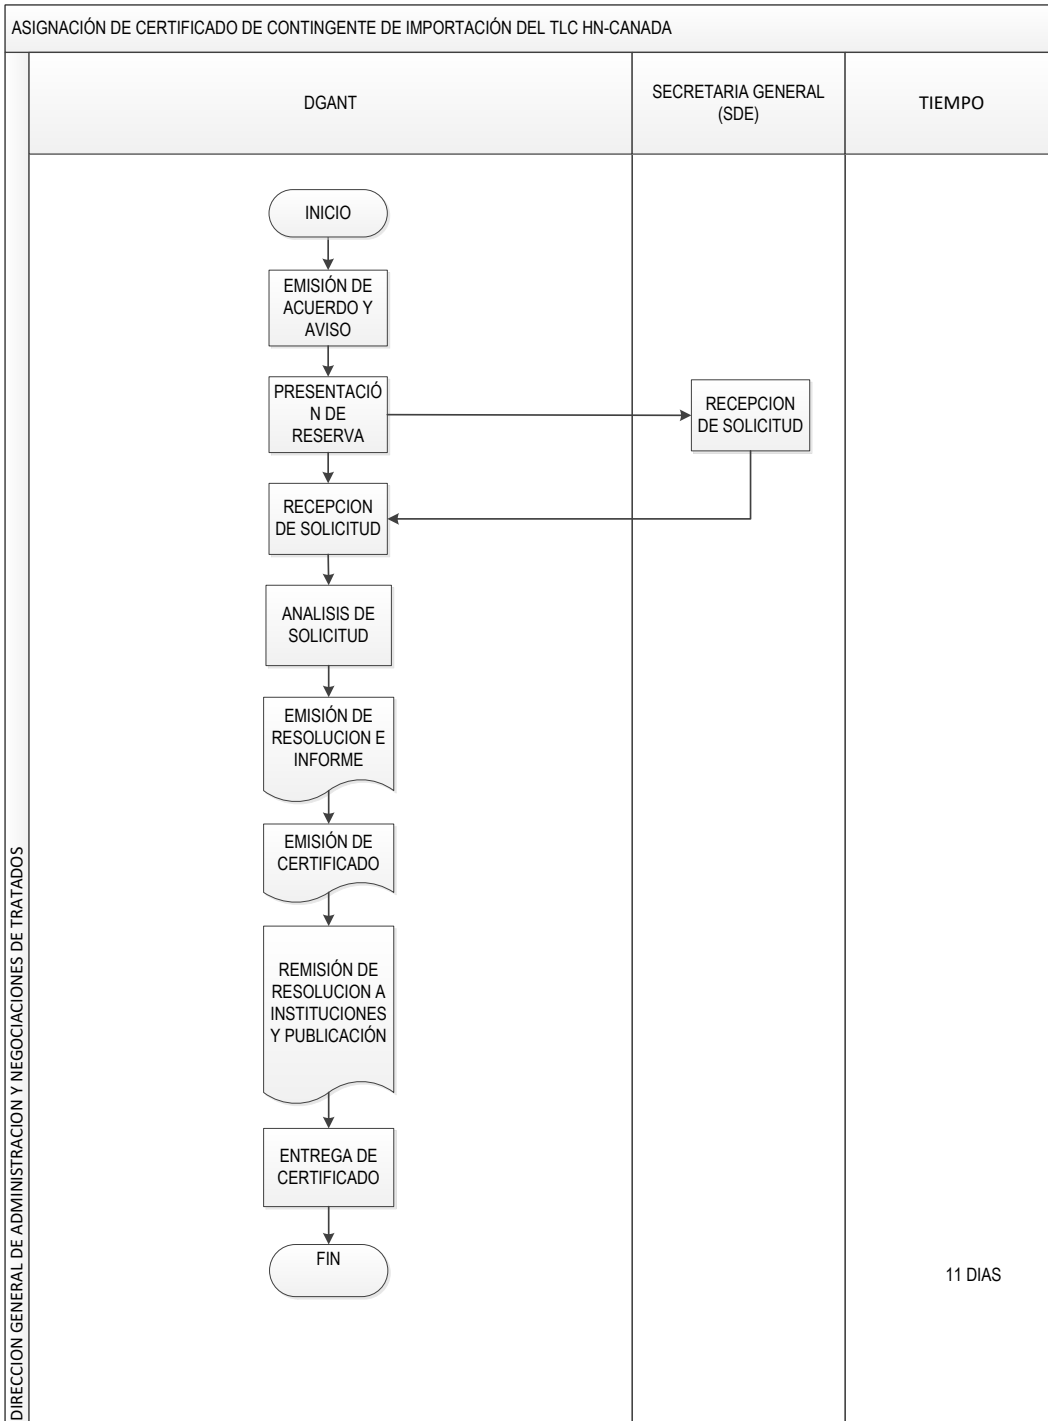 ASIGNACIÓN DE CERTIFICADO DE CONTINGENTE DE IMPORTACIÓN DEL TLC HN-CANADA
DGANT
SECRETARIA GENERAL
(SDE)
TIEMPO
INICIO
EMISIÓN DE
ACUERDO Y
AVISO
PRESENTACIÓ
N DE
RESERVA
RECEPCION
DE SOLICITUD
RECEPCION
DE SOLICITUD
ANALISIS DE
SOLICITUD
EMISIÓN DE
RESOLUCION E
INFORME
EMISIÓN DE
CERTIFICADO
REMISIÓN DE
RESOLUCION A
INSTITUCIONES
Y PUBLICACIÓN
ENTREGA DE
CERTIFICADO
FIN
11 DIAS
DIRECCION GENERAL DE ADMINISTRACION Y NEGOCIACIONES DE TRATADOS